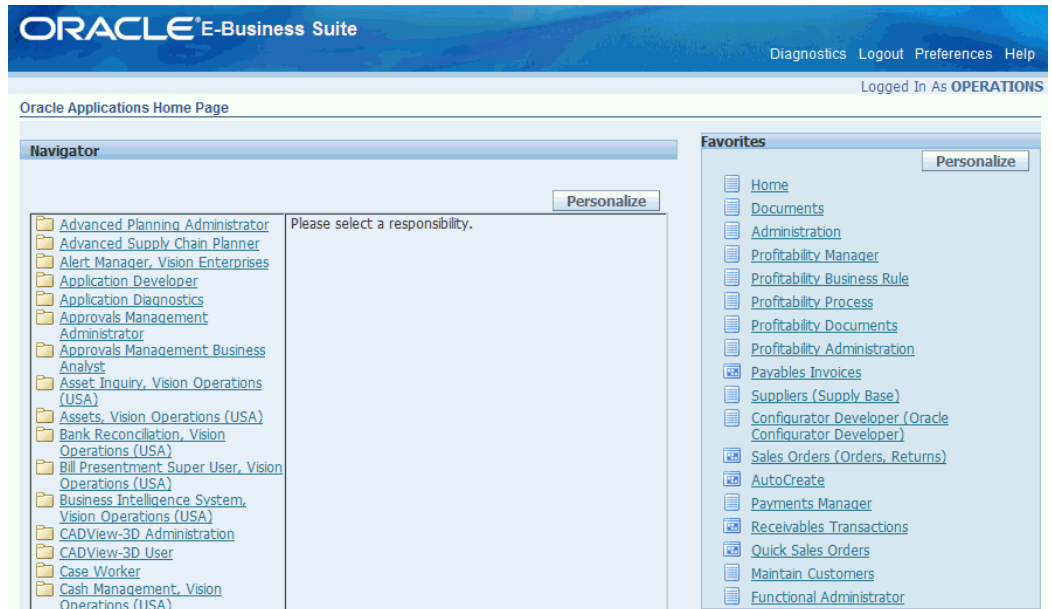 ORACLE® E-Business Suite
Diagnostics Logout Preferences Help
Logged In As OPERATIONS
Oracle Applications Home Page
Navigator
Personalize
Advanced Planning Administrator
Advanced Supply Chain Planner
Alert Manager, Vision Enterprises
Application Developer
Application Diagnostics
Approvals Management
Administrator
Approvals Management Business
Analyst
Asset Inquiry, Vision Operations
(USA)
Assets, Vision Operations (USA)
Bank Reconciliation, Vision
Operations (USA)
Bill Presentment Super User, Vision
Operations (USA)
Business Intelligence System,
Vision Operations (USA)
CADView-3D Administration
CADView-3D User
Case Worker
Cash Management, Vision
Operations (USA)
Please select a responsibility.
Favorites
Personalize
Home
Documents
Administration
Profitability Manager
Profitability Business Rule
Profitability Process
Profitability Documents
Profitability Administration
Payables Invoices
Suppliers (Supply Base)
Configurator Developer (Oracle
Configurator Developer)
Sales Orders (Orders, Returns)
AutoCreate
Payments Manager
Receivables Transactions
Quick Sales Orders
Maintain Customers
Functional Administrator